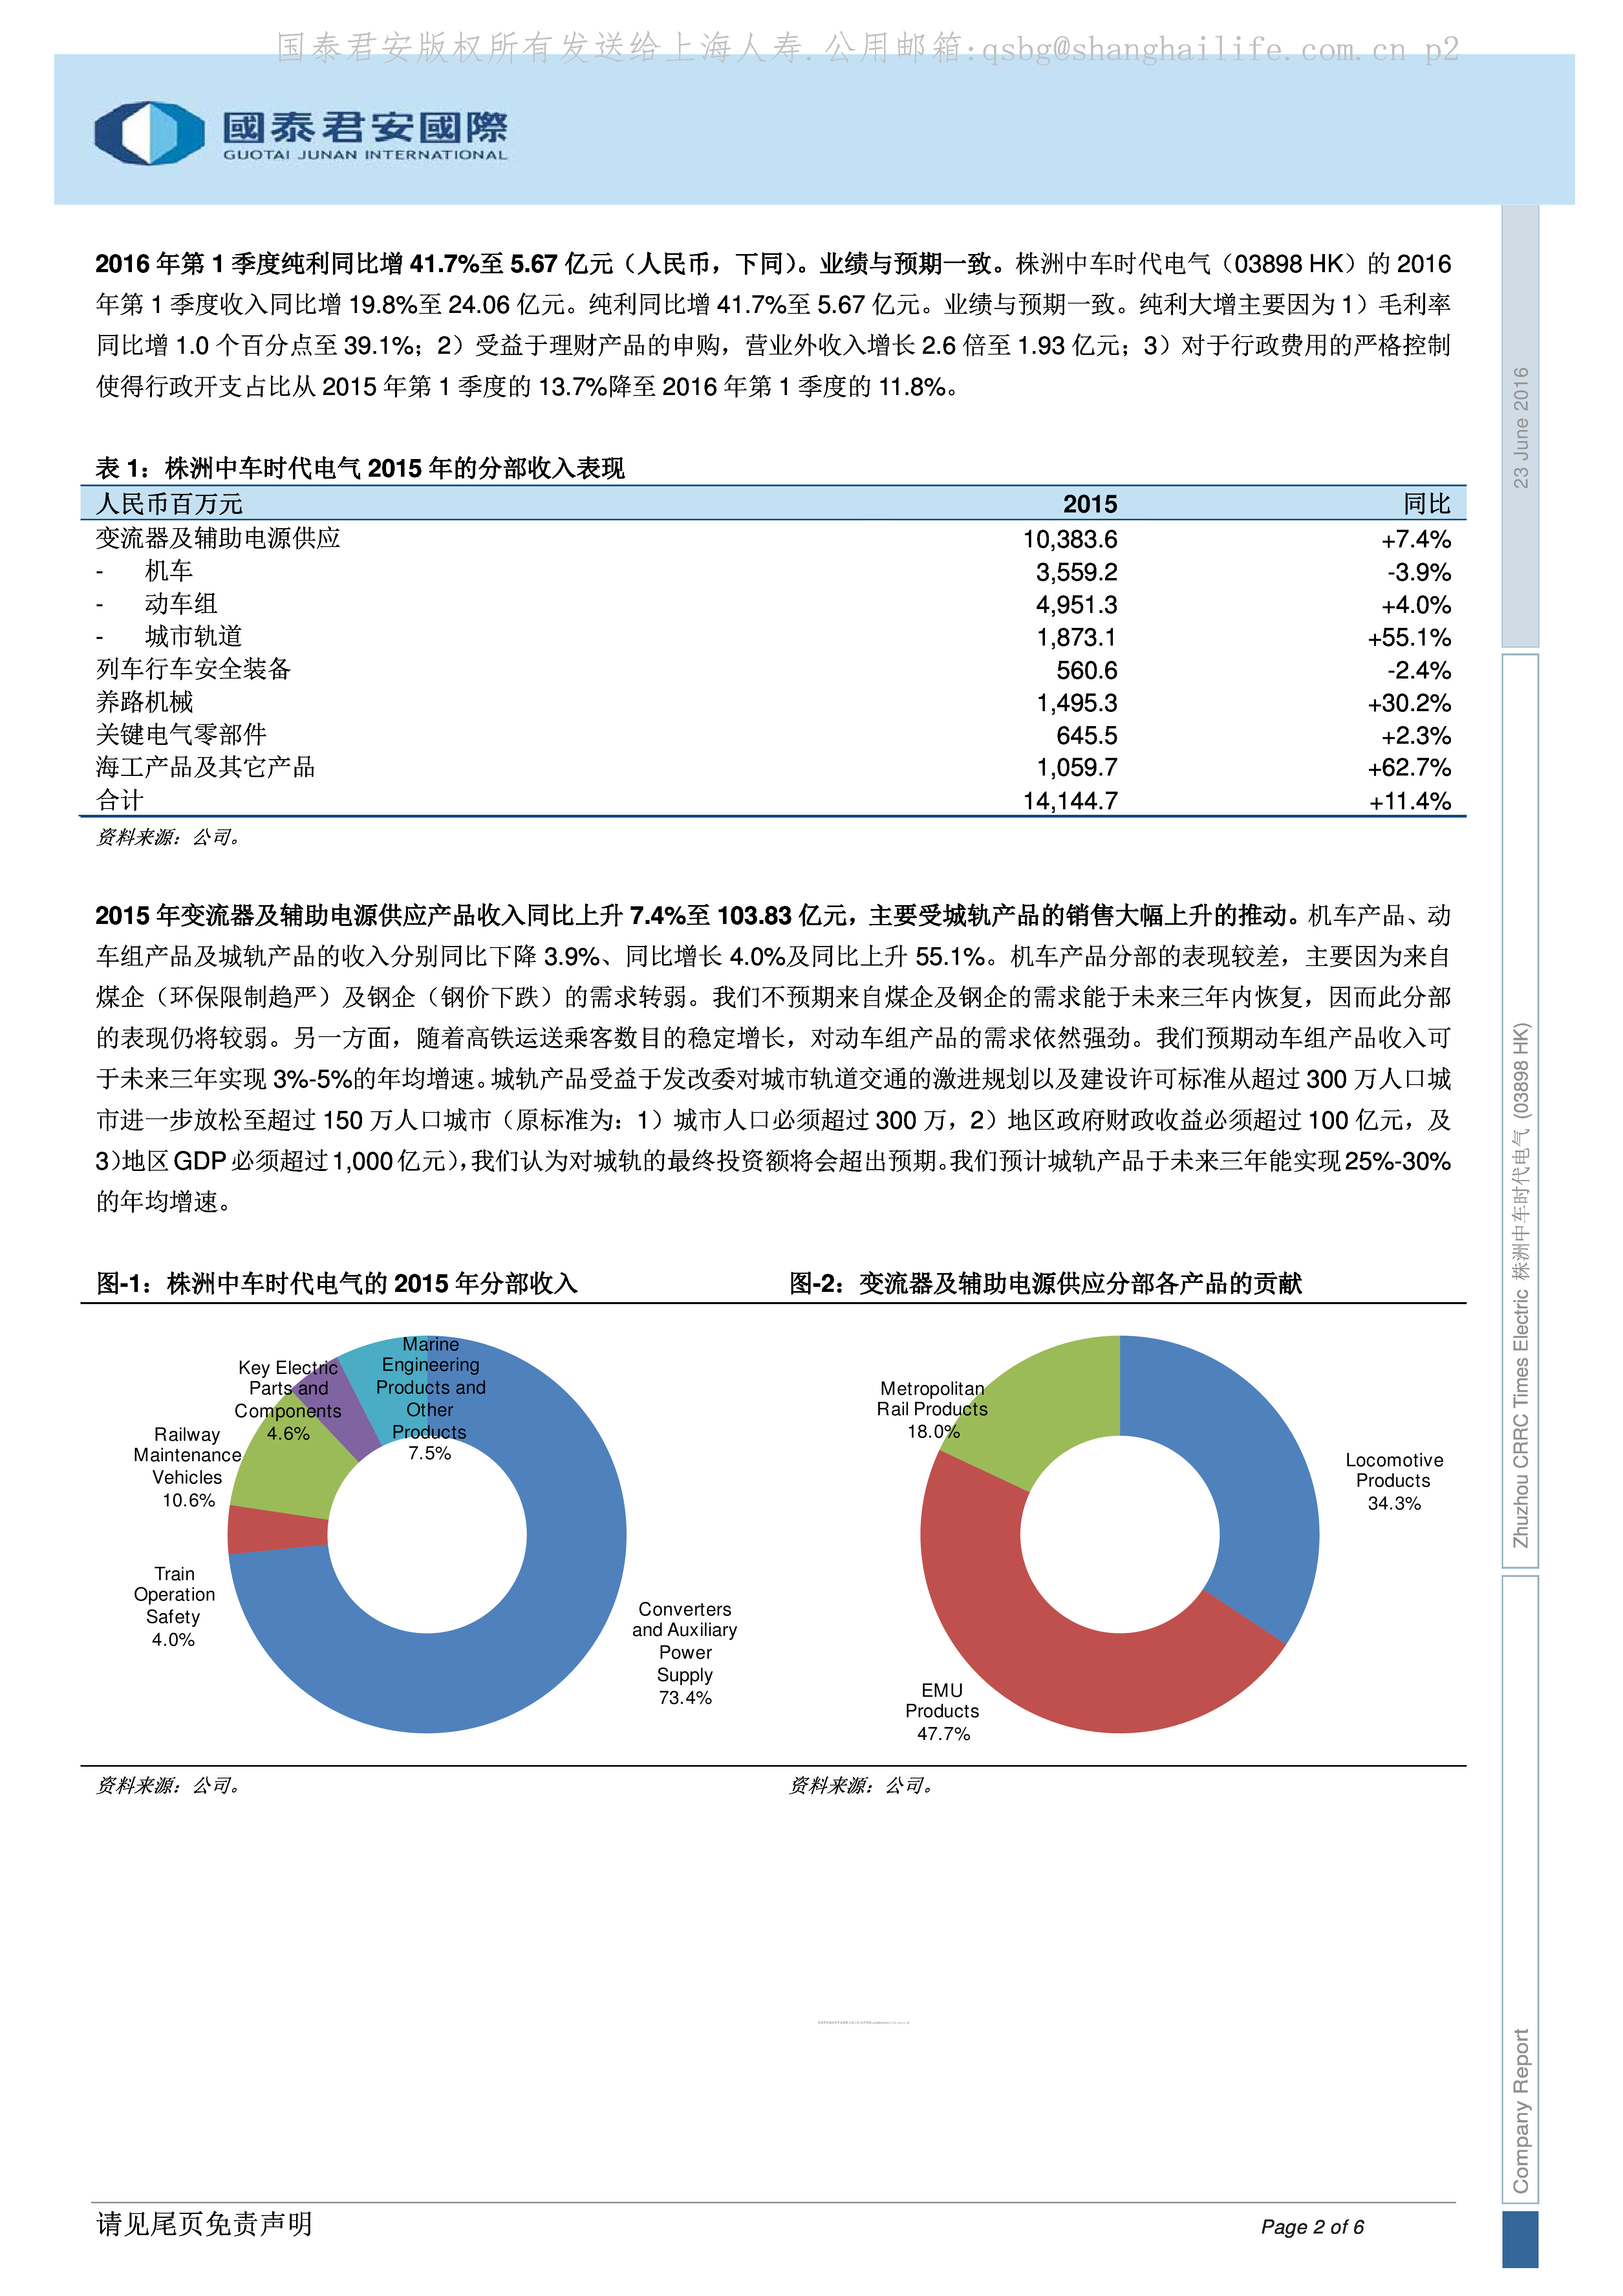 国泰君安版权所有发送给上海人寿.公用邮箱:qsbg@shanghailife.com.cn p2
國泰君安國際
GUOTAI JUNAN INTERNATIONAL
2016 年第 1 季度纯利同比增 41.7%至 5.67 亿元（人民币，下同）。业绩与预期一致。株洲中车时代电气（03898 HK）的 2016
年第 1 季度收入同比增 19.8%至 24.06 亿元。纯利同比增 41.7%至 5.67 亿元。业绩与预期一致。纯利大增主要因为 1）毛利率
同比增 1.0 个百分点至 39.1%；2）受益于理财产品的申购，营业外收入增长 2.6 倍至 1.93 亿元；3）对于行政费用的严格控制
使得行政开支占比从 2015 年第 1 季度的 13.7%降至 2016 年第 1 季度的 11.8%。
表 1：株洲中车时代电气 2015 年的分部收入表现
人民币百万元 2015 同比
变流器及辅助电源供应 10,383.6 +7.4%
- 机车 3,559.2 -3.9%
- 动车组 4,951.3 +4.0%
- 城市轨道 1,873.1 +55.1%
列车行车安全装备 560.6 -2.4%
养路机械 1,495.3 +30.2%
关键电气零部件 645.5 +2.3%
海工产品及其它产品 1,059.7 +62.7%
合计 14,144.7 +11.4%
资料来源：公司。
2015 年变流器及辅助电源供应产品收入同比上升 7.4%至 103.83 亿元，主要受城轨产品的销售大幅上升的推动。机车产品、动
车组产品及城轨产品的收入分别同比下降 3.9%、同比增长 4.0%及同比上升 55.1%。机车产品分部的表现较差，主要因为来自
煤企（环保限制趋严）及钢企（钢价下跌）的需求转弱。我们不预期来自煤企及钢企的需求能于未来三年内恢复，因而此分部
的表现仍将较弱。另一方面，随着高铁运送乘客数目的稳定增长，对动车组产品的需求依然强劲。我们预期动车组产品收入可
于未来三年实现 3%-5%的年均增速。城轨产品受益于发改委对城市轨道交通的激进规划以及建设许可标准从超过 300 万人口城
市进一步放松至超过 150 万人口城市（原标准为：1）城市人口必须超过 300 万，2）地区政府财政收益必须超过 100 亿元，及
3）地区 GDP 必须超过 1,000 亿元），我们认为对城轨的最终投资额将会超出预期。我们预计城轨产品于未来三年能实现 25%-30%
的年均增速。
图-1：株洲中车时代电气的 2015 年分部收入
Marine
Engineering
Products and
Other
Products
7.5%
Key Electric
Parts and
Components
4.6%
Railway
Maintenance
Vehicles
10.6%
Train
Operation
Safety
4.0%
Converters
and Auxiliary
Power
Supply
73.4%
资料来源：公司。
图-2：变流器及辅助电源供应分部各产品的贡献
Metropolitan
Rail Products
18.0%
Locomotive
Products
34.3%
EMU
Products
47.7%
资料来源：公司。
23 June 2016
Zhuzhou CRRC Times Electric 株洲中车时代电气 (03898 HK)
Company Report
请见尾页免责声明
Page 2 of 6